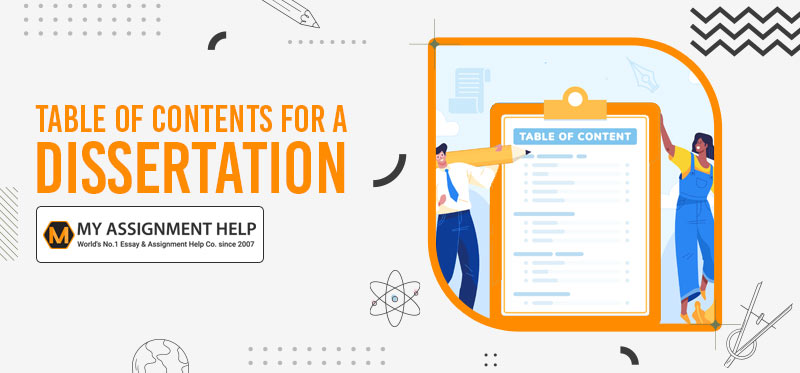 TABLE OF CONTENTS FOR A
DISSERTATION
M MY ASSIGNMENT HELP
World's No.1 Essay & Assignment Help Co. since 2007
TABLE OF CONTENT